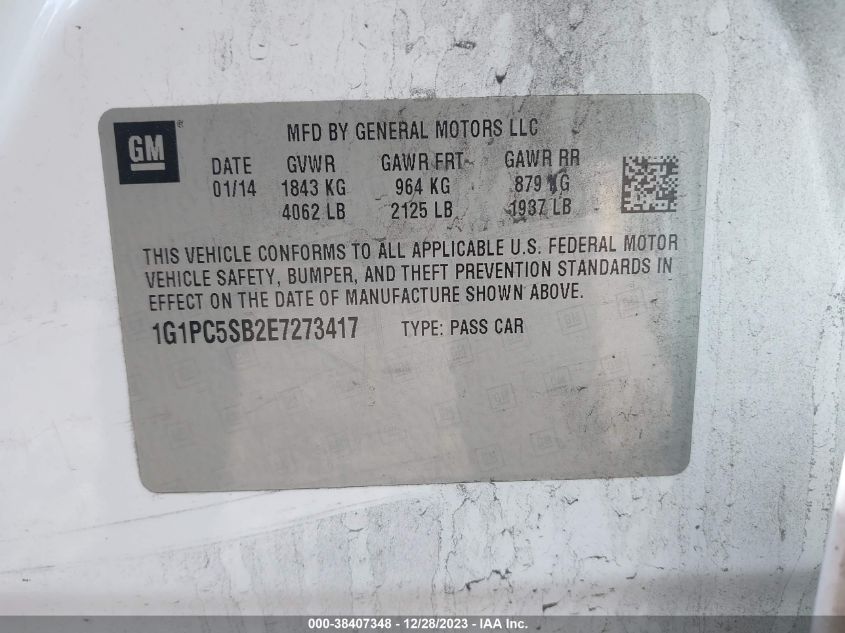 GM ®
MFD BY GENERAL MOTORS LLC
DATE GVWR GAWR FRT GAWR RR
01/14 1843 KG 964 KG 879 KG
4062 LB 2125 LB 1937 LB
THIS VEHICLE CONFORMS TO ALL APPLICABLE U.S. FEDERAL MOTOR
VEHICLE SAFETY, BUMPER, AND THEFT PREVENTION STANDARDS IN
EFFECT ON THE DATE OF MANUFACTURE SHOWN ABOVE.
1G1PC5SB2E7273417 TYPE: PASS CAR
000-38407348 - 12/28/2023 - IAA Inc.